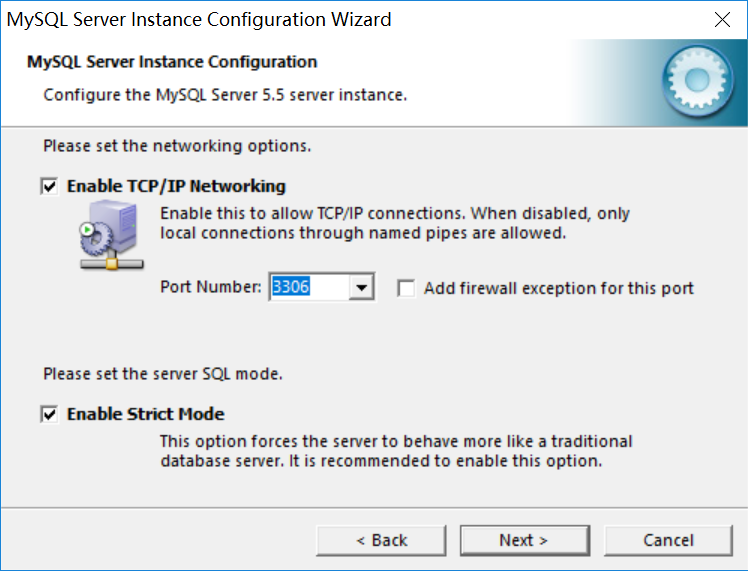 MySQL Server Instance Configuration Wizard
MySQL Server Instance Configuration
Configure the MySQL Server 5.5 server instance.
Please set the networking options.
Enable TCP/IP Networking
Enable this to allow TCP/IP connections. When disabled, only
local connections through named pipes are allowed.
Port Number: 3306 Add firewall exception for this port
Please set the server SQL mode.
Enable Strict Mode
This option forces the server to behave more like a traditional
database server. It is recommended to enable this option.
< Back Next > Cancel